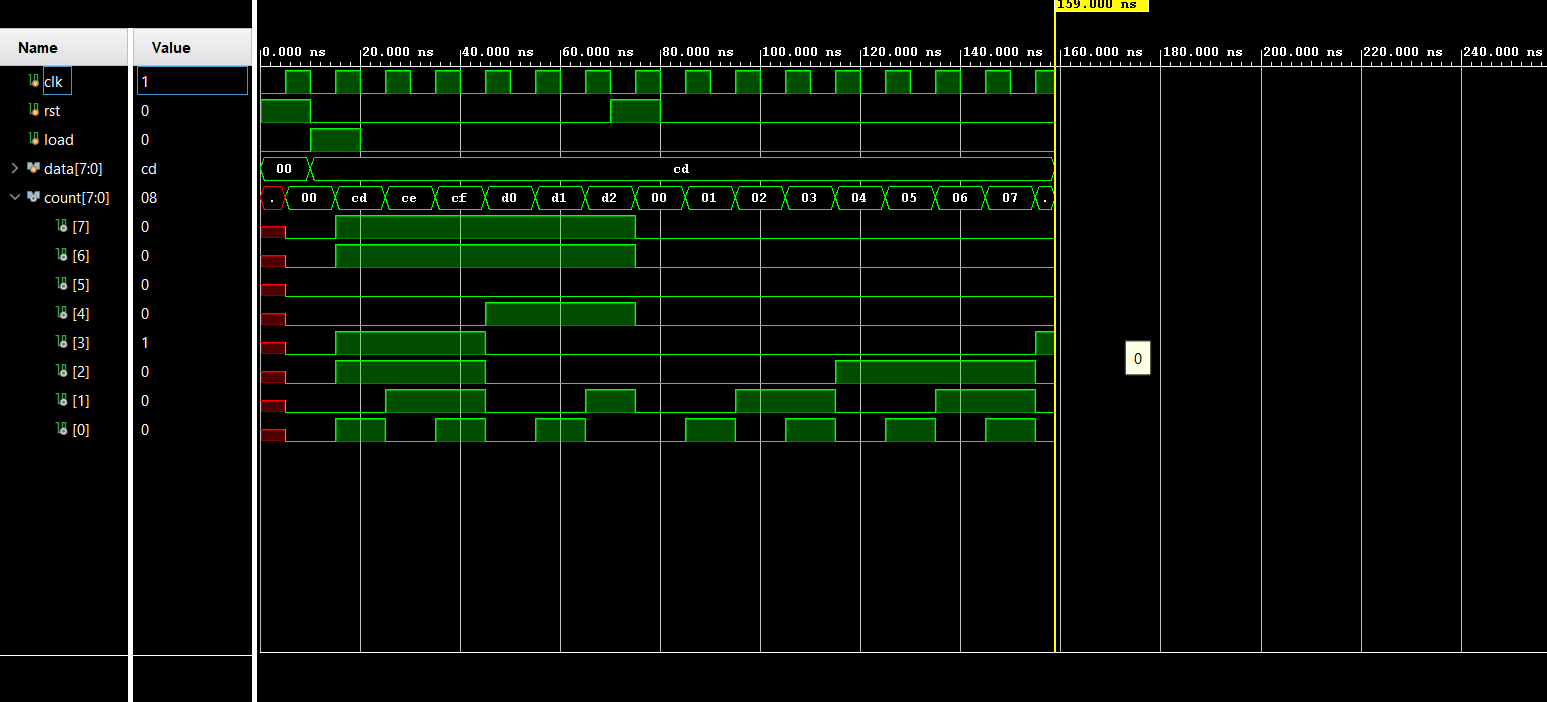 159.000 ns
Name Value
0.000 ns 20.000 ns 40.000 ns 60.000 ns 80.000 ns 100.000 ns 120.000 ns 140.000 ns 160.000 ns 180.000 ns 200.000 ns 220.000 ns 240.000 ns
clk 1
rst 0
load 0
data[7:0] cd 00 cd
count[7:0] 08 . 00 cd ce cf d0 d1 d2 00 01 02 03 04 05 06 07 .
[7] 0
[6] 0
[5] 0
[4] 0
[3] 1
0
[2] 0
[1] 0
[0] 0